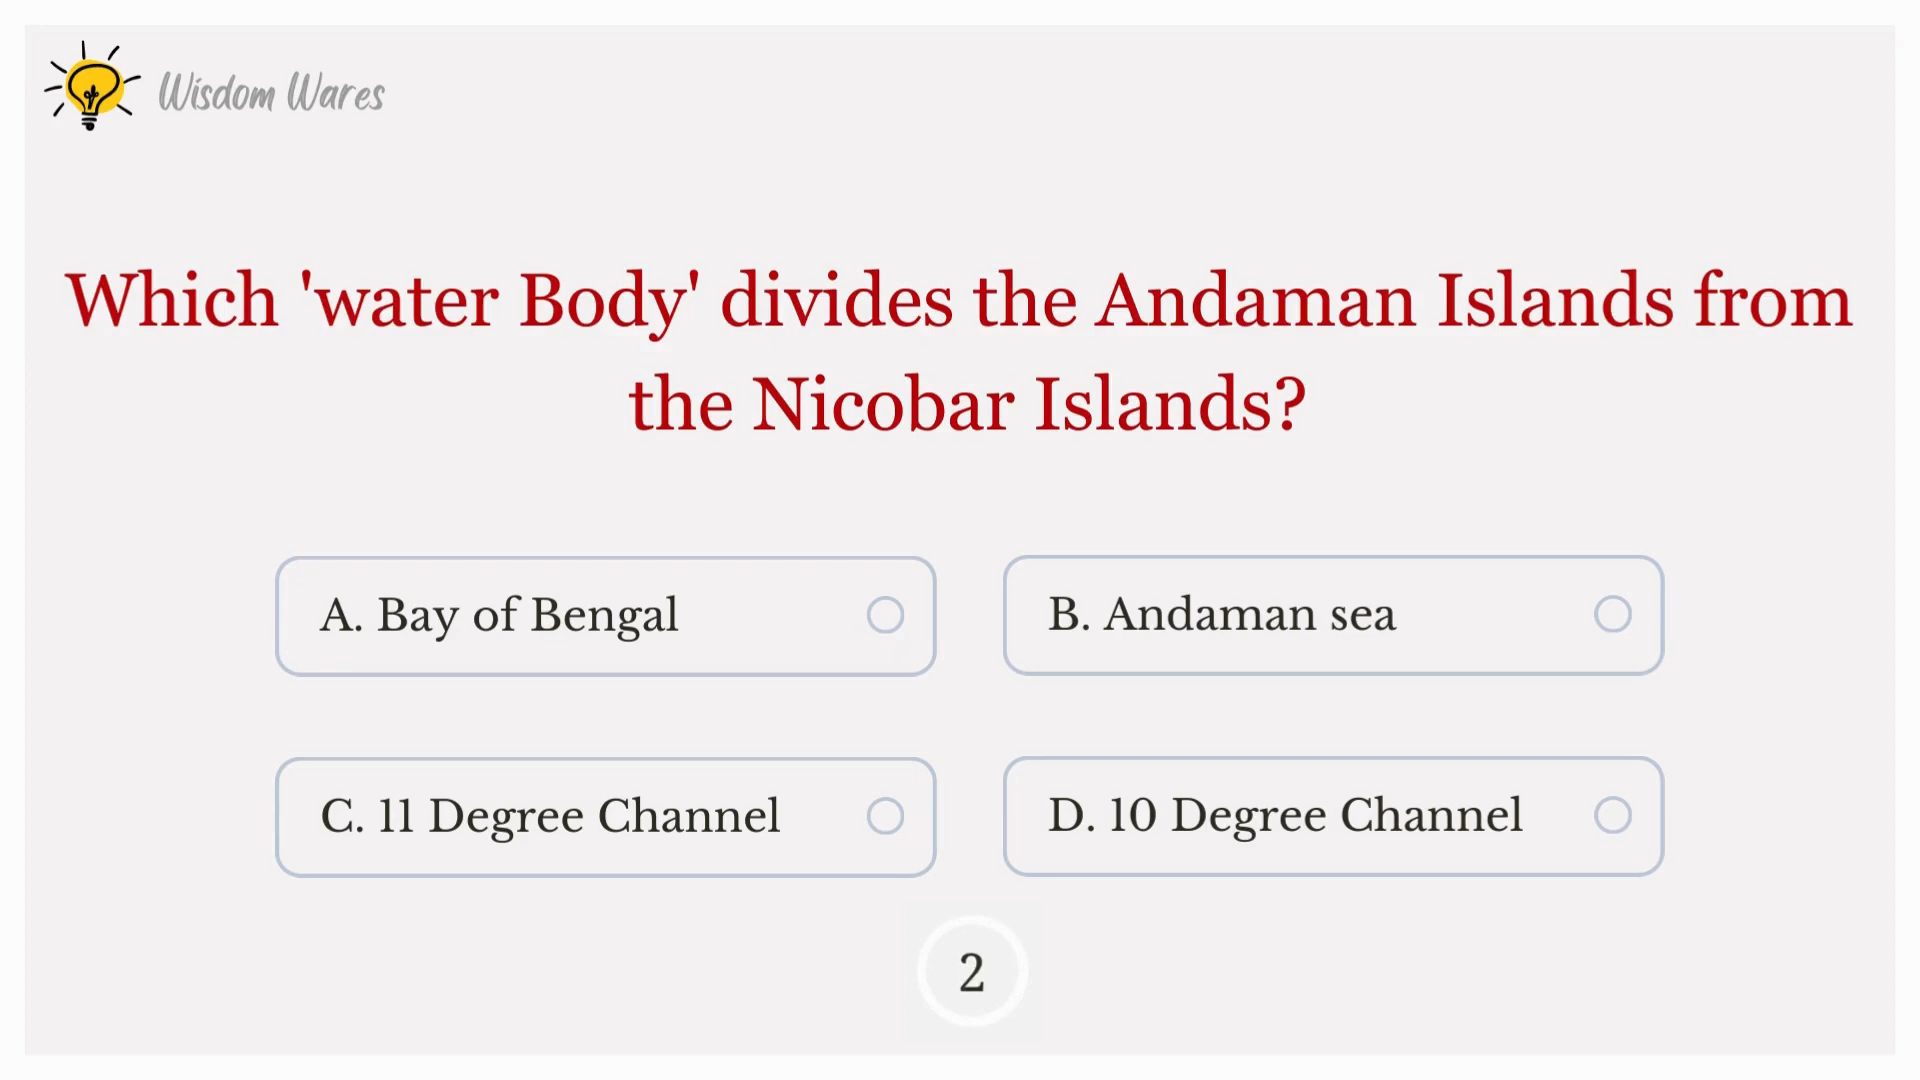 Wisdom Wares
Which 'water Body' divides the Andaman Islands from
the Nicobar Islands?
A. Bay of Bengal
B. Andaman sea
C. 11 Degree Channel
D. 10 Degree Channel
2